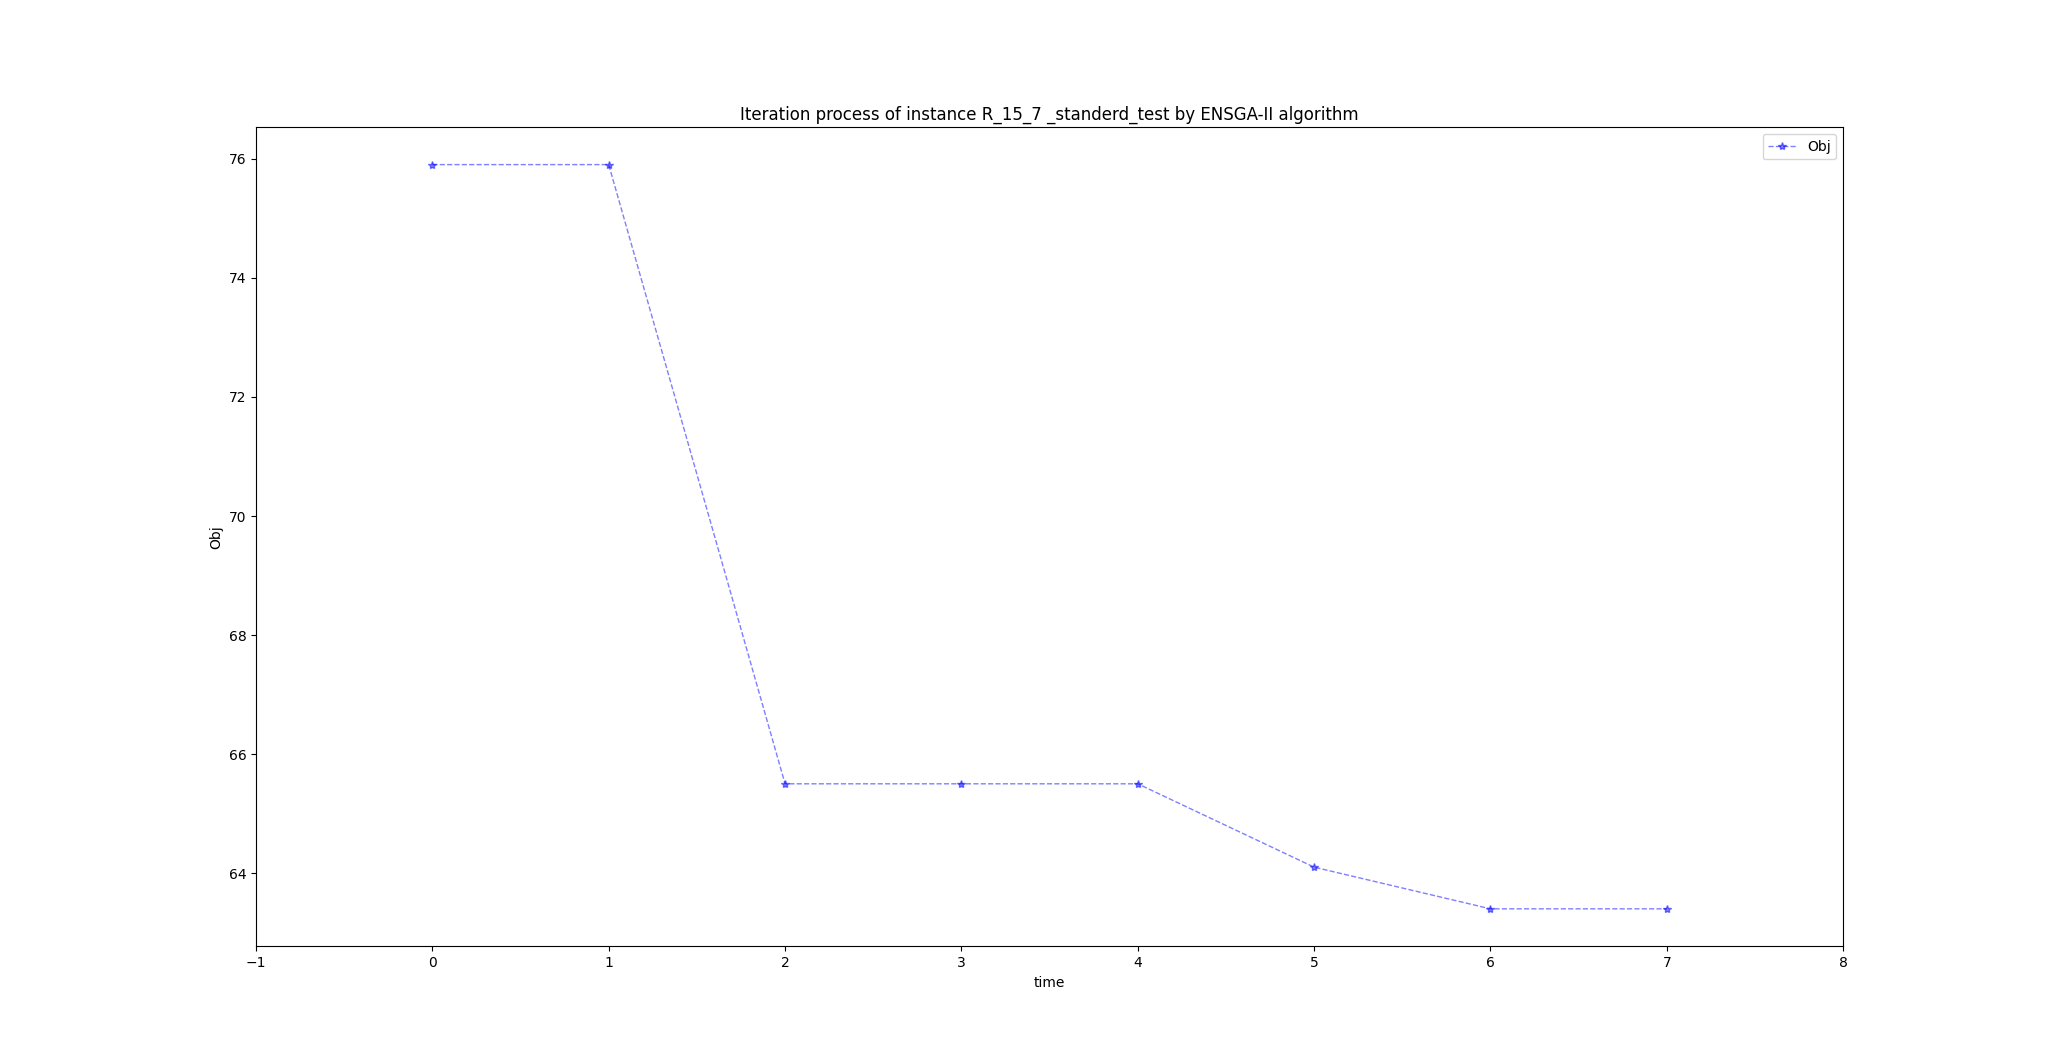 Iteration process of instance R_15_7 _standerd_test by ENSGA-II algorithm
Obj
76
74
72
70
68
66
64
Obj
−1 0 1 2 3 4 5 6 7 8
time